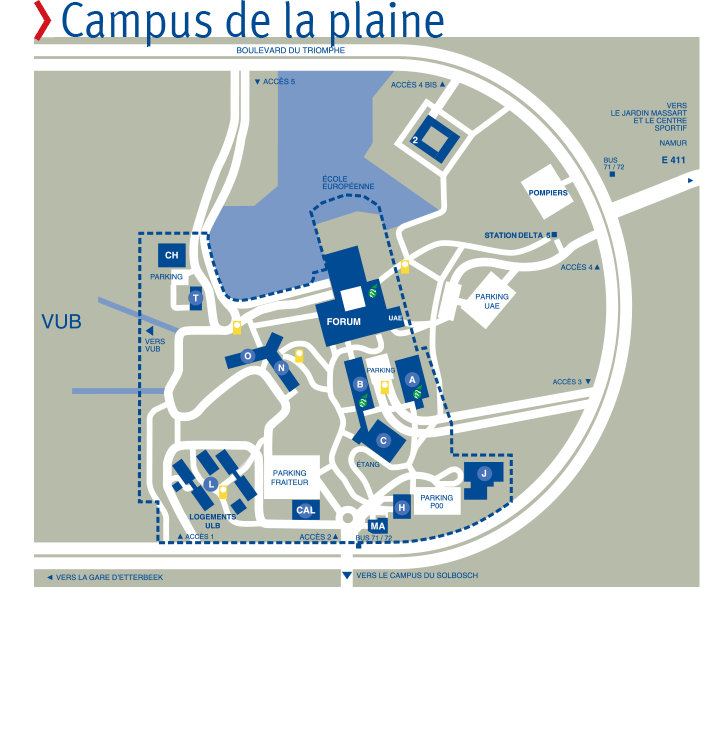 Campus de la plaine
BOULEVARD DU TRIOMPHE
ACCÈS 5
ACCÈS 4 BIS
VERS
LE JARDIN MASSART
ET LE CENTRE
SPORTIF
NAMUR
E 411
BUS
71 / 72
2
ÉCOLE
EUROPÉENNE
POMPIERS
STATION DELTA 5
CH
PARKING
T
ACCÈS 4
PARKING
UAE
VUB
VERS
VUB
FORUM
UAE
O
N
PARKING
B
A
ACCÈS 3
C
ÉTANG
PARKING
FRAITEUR
J
L
LOGEMENTS
ULB
CAL
H
PARKING
P00
MA
ACCÈS 1
ACCÈS 2
BUS 71 / 72
VERS LA GARE D'ETTERBEEK
VERS LE CAMPUS DU SOLBOSCH